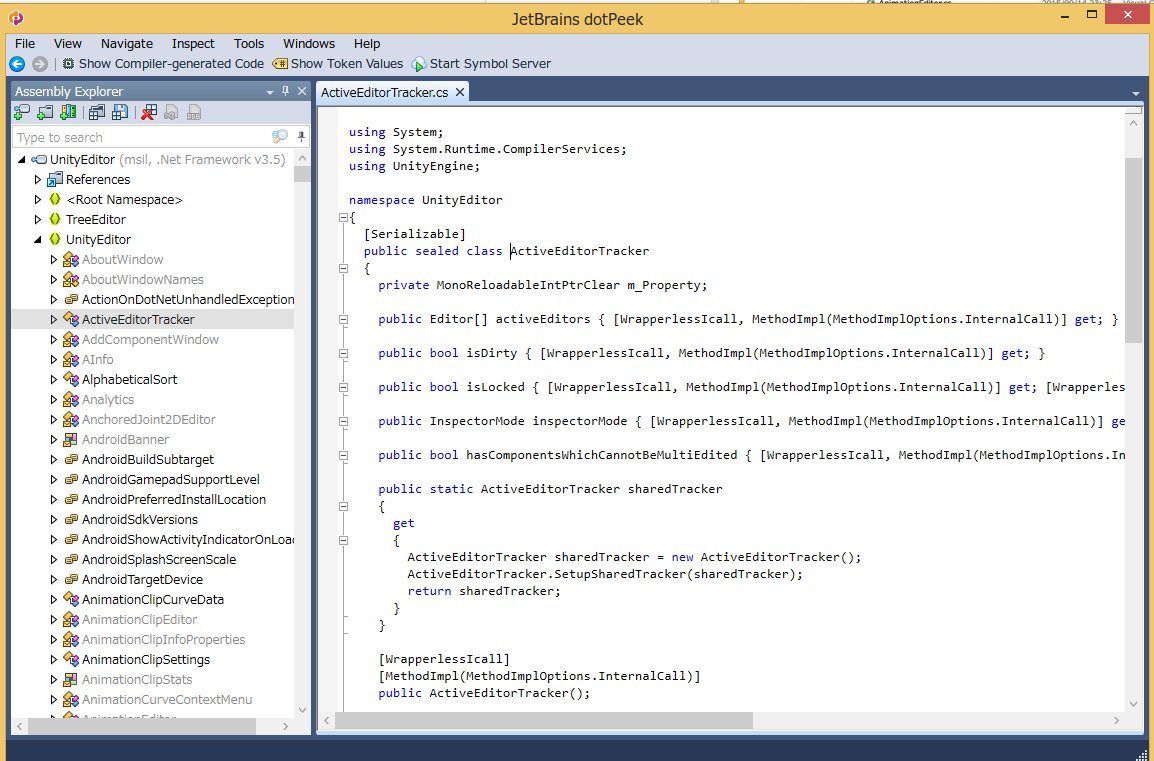 JetBrains dotPeek
File View Navigate Inspect Tools Windows Help
Show Compiler-generated Code Show Token Values Start Symbol Server
Assembly Explorer
Type to search
UnityEditor (msil, .Net Framework v3.5)
References
<Root Namespace>
TreeEditor
UnityEditor
AboutWindow
AboutWindowNames
ActionOnDotNetUnhandledException
ActiveEditorTracker
AddComponentWindow
AInfo
AlphabeticalSort
Analytics
AnchoredJoint2DEditor
AndroidBanner
AndroidBuildSubtarget
AndroidGamepadSupportLevel
AndroidPreferredInstallLocation
AndroidSdkVersions
AndroidShowActivityIndicatorOnLoa
AndroidSplashScreenScale
AndroidTargetDevice
AnimationClipCurveData
AnimationClipEditor
AnimationClipInfoProperties
AnimationClipSettings
AnimationClipStats
AnimationCurveContextMenu
AnimationEditor
ActiveEditorTracker.cs
using System;
using System.Runtime.CompilerServices;
using UnityEngine;
namespace UnityEditor
{
[Serializable]
public sealed class ActiveEditorTracker
{
private MonoReloadableIntPtrClear m_Property;
public Editor[] activeEditors { [WrapperlessIcall, MethodImpl(MethodImplOptions.InternalCall)] get; }
public bool isDirty { [WrapperlessIcall, MethodImpl(MethodImplOptions.InternalCall)] get; }
public bool isLocked { [WrapperlessIcall, MethodImpl(MethodImplOptions.InternalCall)] get; [Wrapperles
public InspectorMode inspectorMode { [WrapperlessIcall, MethodImpl(MethodImplOptions.InternalCall)] ge
public bool hasComponentsWhichCannotBeMultiEdited { [WrapperlessIcall, MethodImpl(MethodImplOptions.In
public static ActiveEditorTracker sharedTracker
{
get
{
ActiveEditorTracker sharedTracker = new ActiveEditorTracker();
ActiveEditorTracker.SetupSharedTracker(sharedTracker);
return sharedTracker;
}
}
[WrapperlessIcall]
[MethodImpl(MethodImplOptions.InternalCall)]
public ActiveEditorTracker();